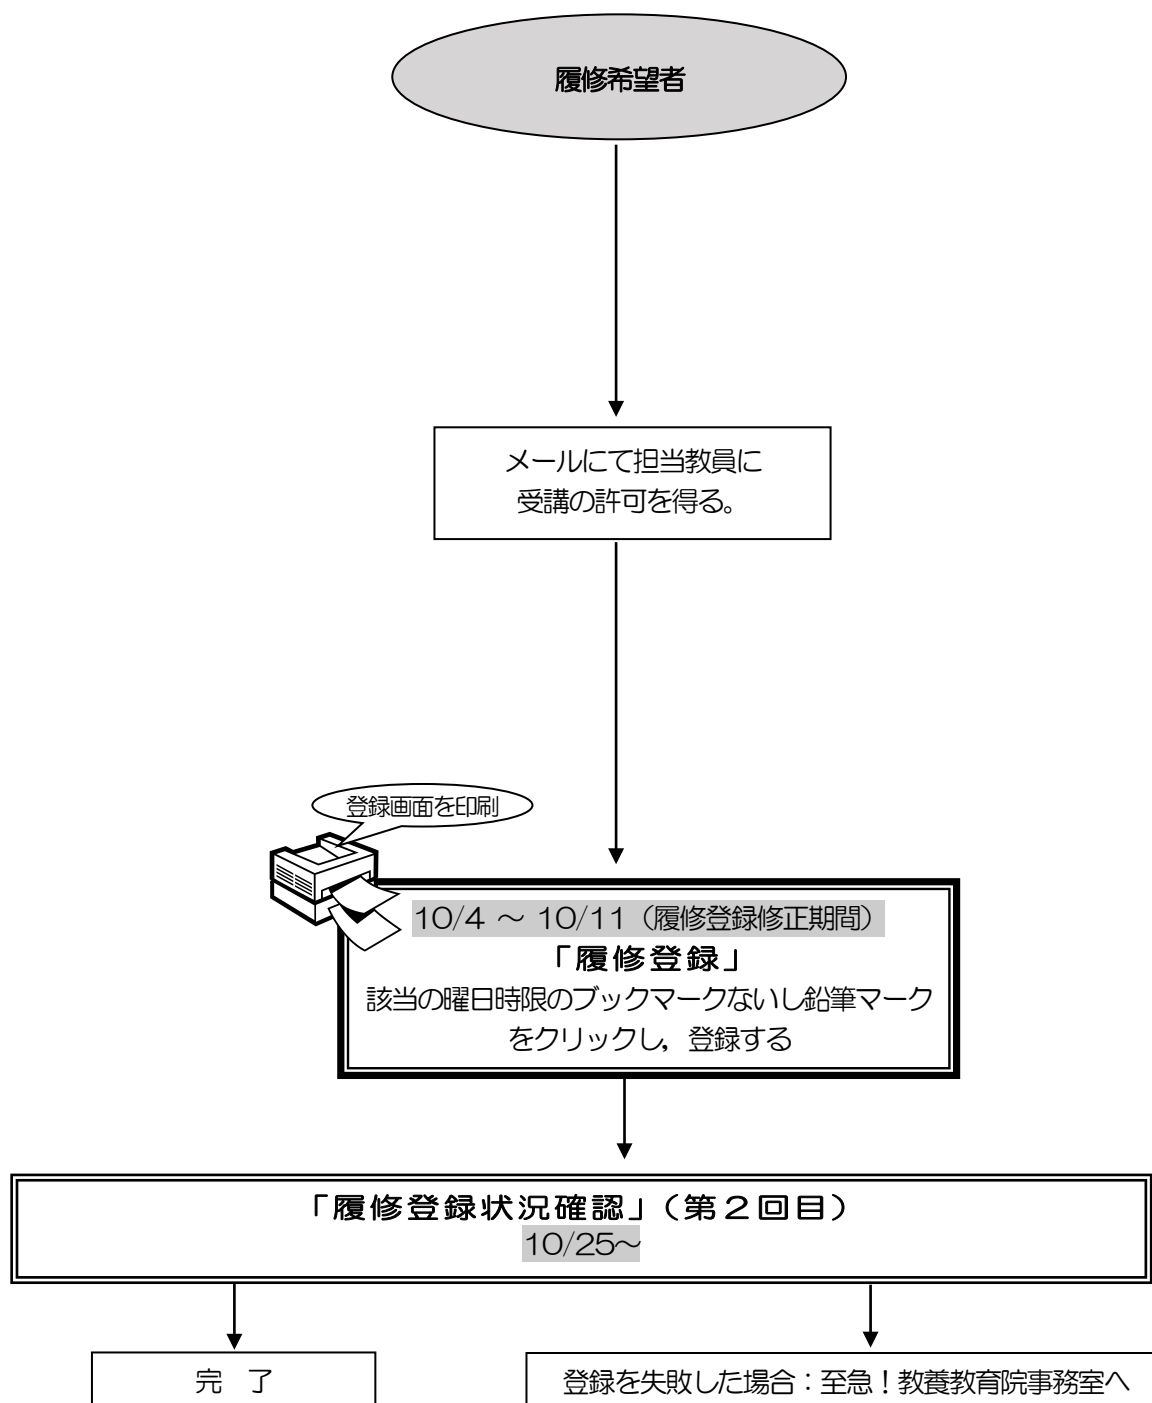 履修希望者
メールにて担当教員に
受講の許可を得る。
登録画面を印刷
10/4 ～ 10/11（履修登録修正期間）
「履修登録」
該当の曜日時限のブックマークないし鉛筆マーク
をクリックし，登録する
「履修登録状況確認」（第２回目）
10/25～
完　了
登録を失敗した場合：至急！教養教育院事務室へ